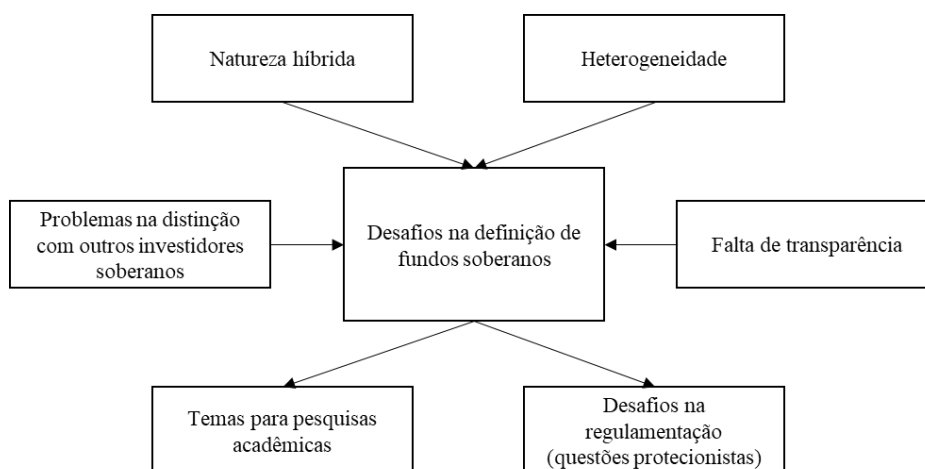 Natureza híbrida
Heterogeneidade
Problemas na distinção
com outros investidores
soberanos
Desafios na definição de
fundos soberanos
Falta de transparência
Temas para pesquisas
acadêmicas
Desafios na
regulamentação
(questões protecionistas)